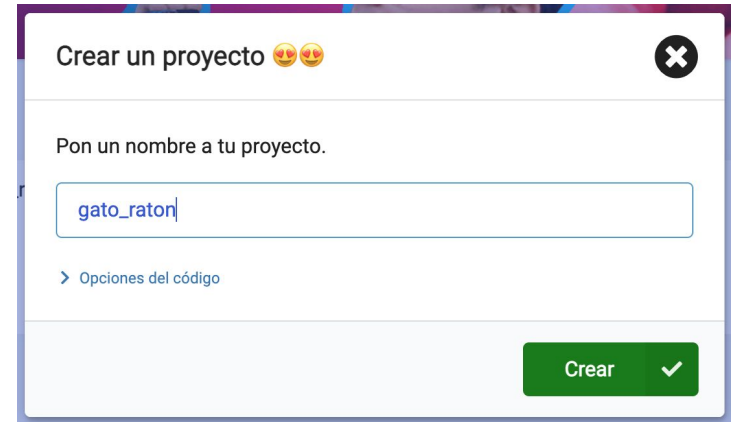 Crear un proyecto 😍😍
Pon un nombre a tu proyecto.
gato_raton
Opciones del código
Crear